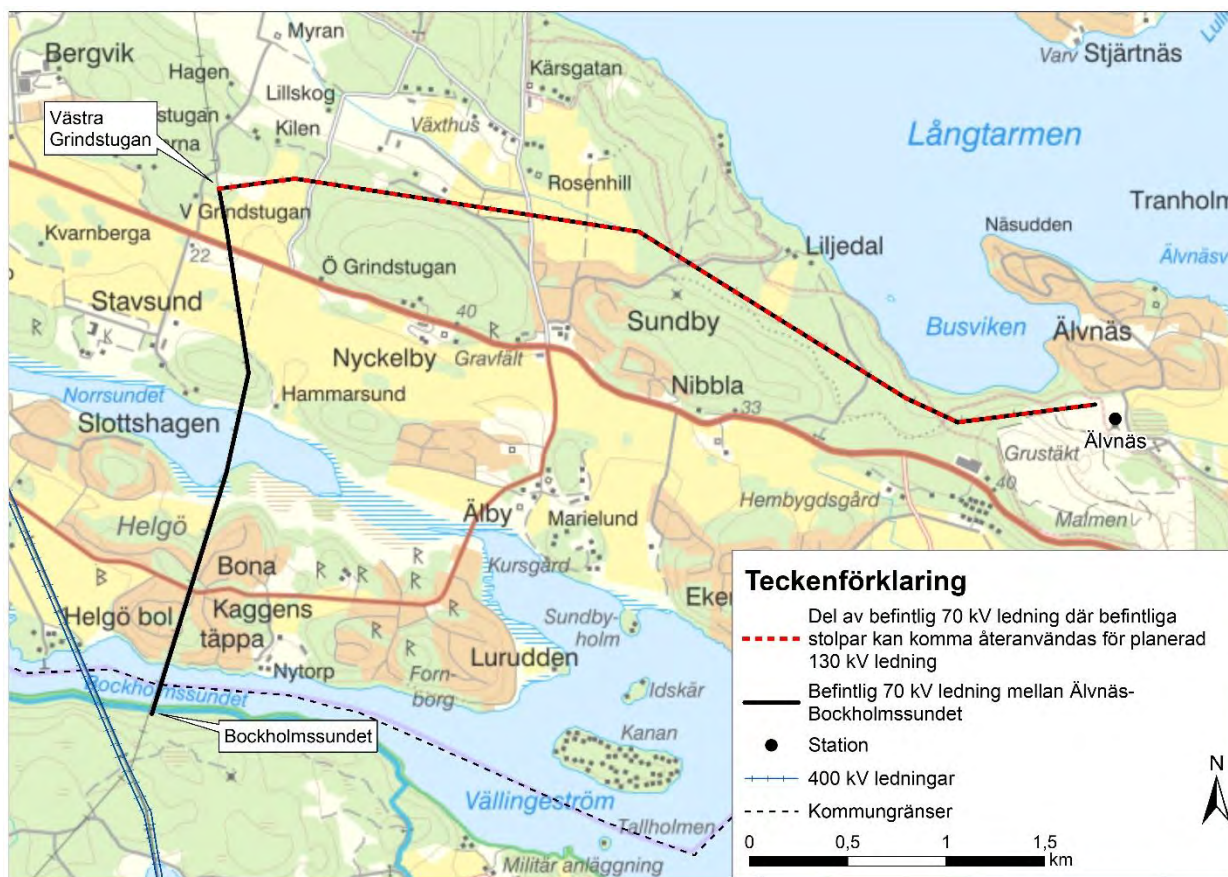 Bergvik
Myran
Hagen
Lillskog
Kilen
Kärsgatan
Växthus
Rosenhill
Varv
Stjärtnäs
Långtarmen
Tranholm
Västra
Grindstugan
stugan
erna
V Grindstugan
Kvarnberga
22
Ö Grindstugan
Liljedal
Näsudden
Älvnäsv
Stavsund
40
Sundby
Busviken
Älvnäs
Nyckelby
Gravfält
Norrsundet
Hammarsund
Nibbla
33
Slottshagen
Älvnäs
Grustäkt
Hembygdsgård
40
Malmen
Helgö
Älby
Marielund
Bona
Kursgård
Helgö bol
Kaggens
täppa
Sundby-
holm
Eker
Nytorp
Forn-
borg
Lurudden
Idskär
Bockholmssundet
Bockholmssundet
Kanan
Vällingeström
Tallholmen
Militär anläggning
Teckenförklaring
Del av befintlig 70 kV ledning där befintliga
stolpar kan komma återanvändas för planerad
130 kV ledning
Befintlig 70 kV ledning mellan Älvnäs-
Bockholmssundet
Station
400 kV ledningar
Kommungränser
N
0 0,5 1 1,5
km